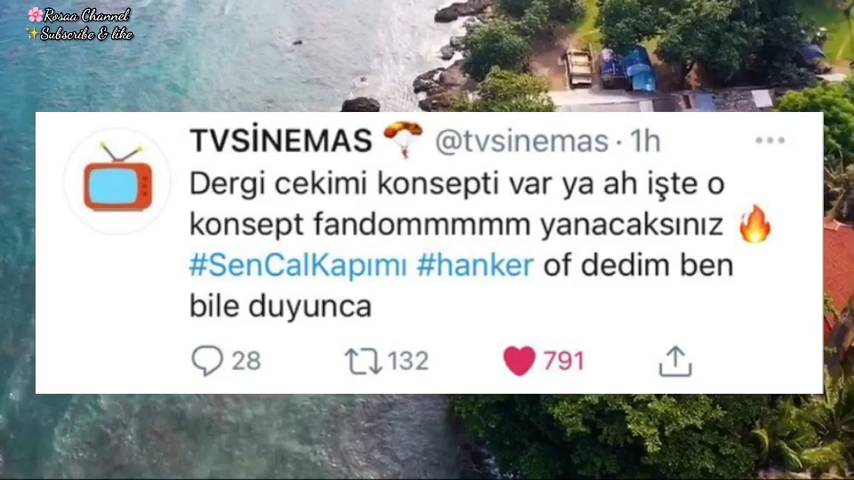 🌸Rosaa Channel
✨Subscribe & like
TVSİNEMAS 🪂 @tvsinemas · 1h
Dergi cekimi konsepti var ya ah işte o
konsept fandommmmm yanacaksınız 🔥
#SenCalKapımı #hanker of dedim ben
bile duyunca
28 132 791